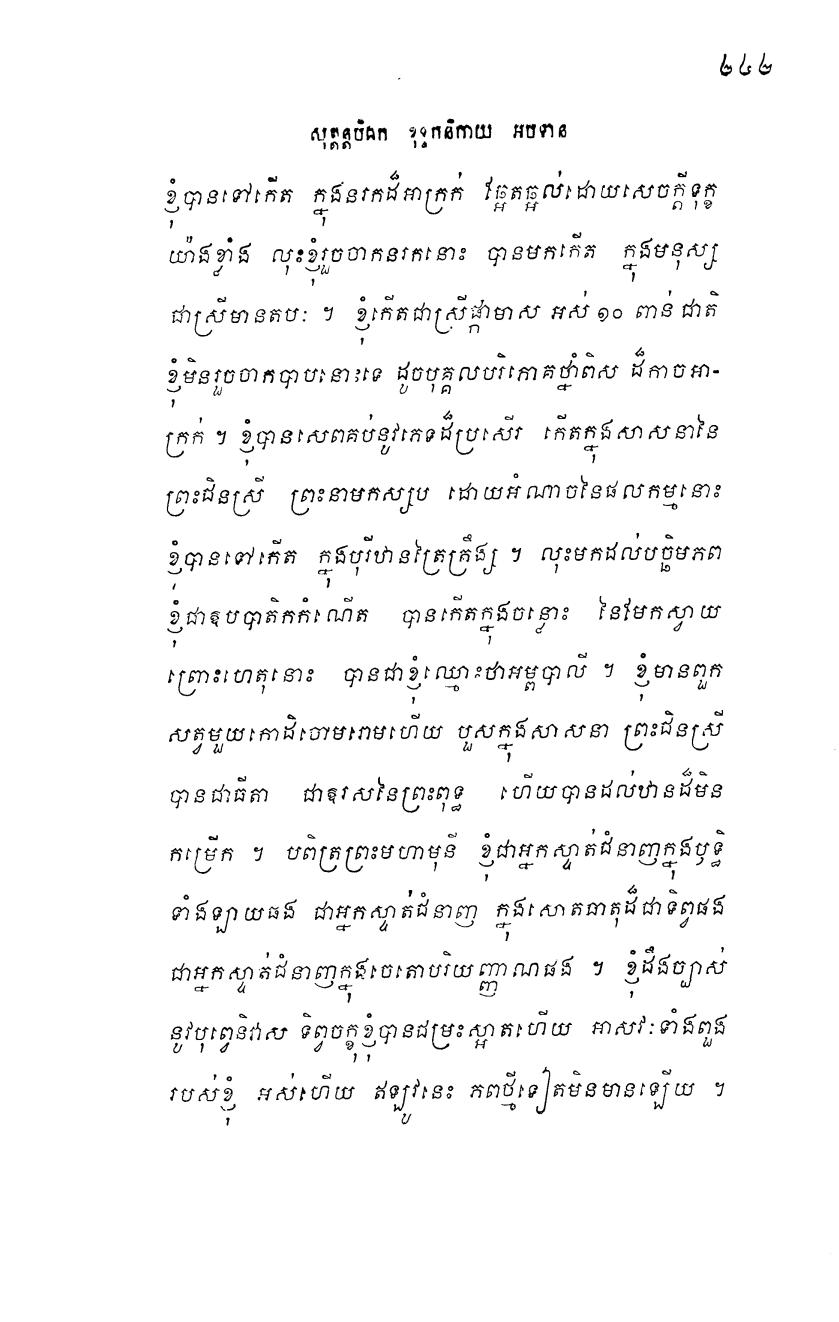 ២៤២
សុត្តន្តបិដក ខុទ្ទកនិកាយ អបទាន
ខ្ញុំបានទៅកើត ក្នុងនរកដ៏អាក្រក់ វៃឆ្អេតឆ្អល់ដោយសេចក្តីទុក្ខ
យ៉ាងខ្លាំង លុះខ្ញុំរួចចាកនរកនោះ បានមកកើត ក្នុងមនុស្ស
ជាស្រីមានតបៈ ។ ខ្ញុំកើតជាស្រីផ្កាមាស អស់ ១០ ពាន់ ជាតិ
ខ្ញុំមិនរួចចាកបាបនោះទេ ដូចបុគ្គលបរិភោគថ្នាំពិស ដ៏កាចអា-
ក្រក់ ។ ខ្ញុំបានសេពគប់នូវភេទដ៏ប្រសើរ កើតក្នុងសាសនានៃ
ព្រះជិនស្រី ព្រះនាមកស្សប ដោយអំណាចនៃផលកម្មនោះ
ខ្ញុំបានទៅកើត ក្នុងបុរីឋានត្រៃត្រឹង្ស ។ លុះមកដល់បច្ឆិមភព
ខ្ញុំជាឧបបាតិកកំណើត បានកើតក្នុងចន្លោះ នៃមែកស្វាយ
ព្រោះហេតុនោះ បានជាខ្ញុំឈ្មោះថាអម្ពបាលី ។ ខ្ញុំមានពួក
សត្វមួយកោដិចោមរោមហើយ បួសក្នុងសាសនា ព្រះជិនស្រី
បានជាធីតា ជាឱរសនៃព្រះពុទ្ធ ហើយបានដល់ឋានដ៏មិន
កម្រើក ។ បពិត្រព្រះមហាមុនី ខ្ញុំជាអ្នកស្ទាត់ជំនាញក្នុងឫទ្ធិ
ទាំងឡាយផង ជាអ្នកស្ទាត់ជំនាញ ក្នុងសោតធាតុដ៏ជាទិព្វផង
ជាអ្នកស្ទាត់ជំនាញក្នុងចេតោបរិយញ្ញាណផង ។ ខ្ញុំដឹងច្បាស់
នូវបុព្វេនិវាស ទិព្វចក្ខុខ្ញុំបានជម្រះស្អាតហើយ អាសវៈទាំងពួង
របស់ខ្ញុំ អស់ហើយ ឥឡូវនេះ ភពថ្មីទៀតមិនមានឡើយ ។